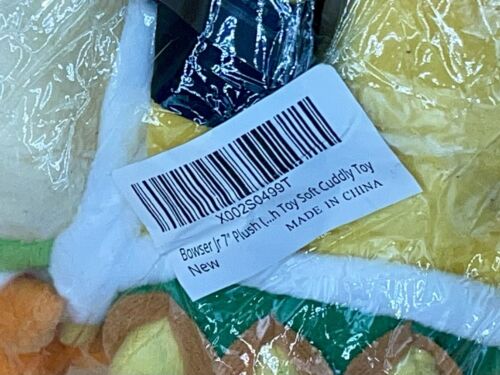 X002S0499T
Bowser Jr 7" Plush (...h Toy Soft Cuddly Toy
New
MADE IN CHINA